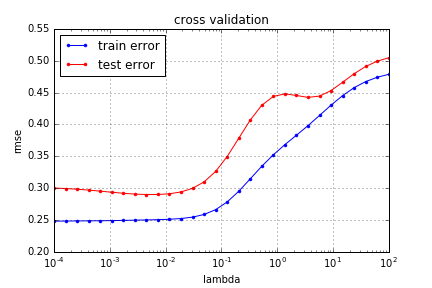 cross validation
train error
test error
rmse
0.55
0.50
0.45
0.40
0.35
0.30
0.25
0.20
10^-4 10^-3 10^-2 10^-1 10^0 10^1 10^2
lambda